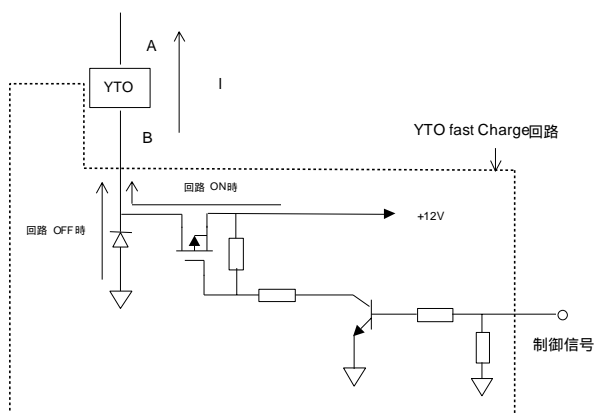 A
I
YTO
B
YTO fast Charge回路
回路 ON時
+12V
回路 OFF時
制御信号